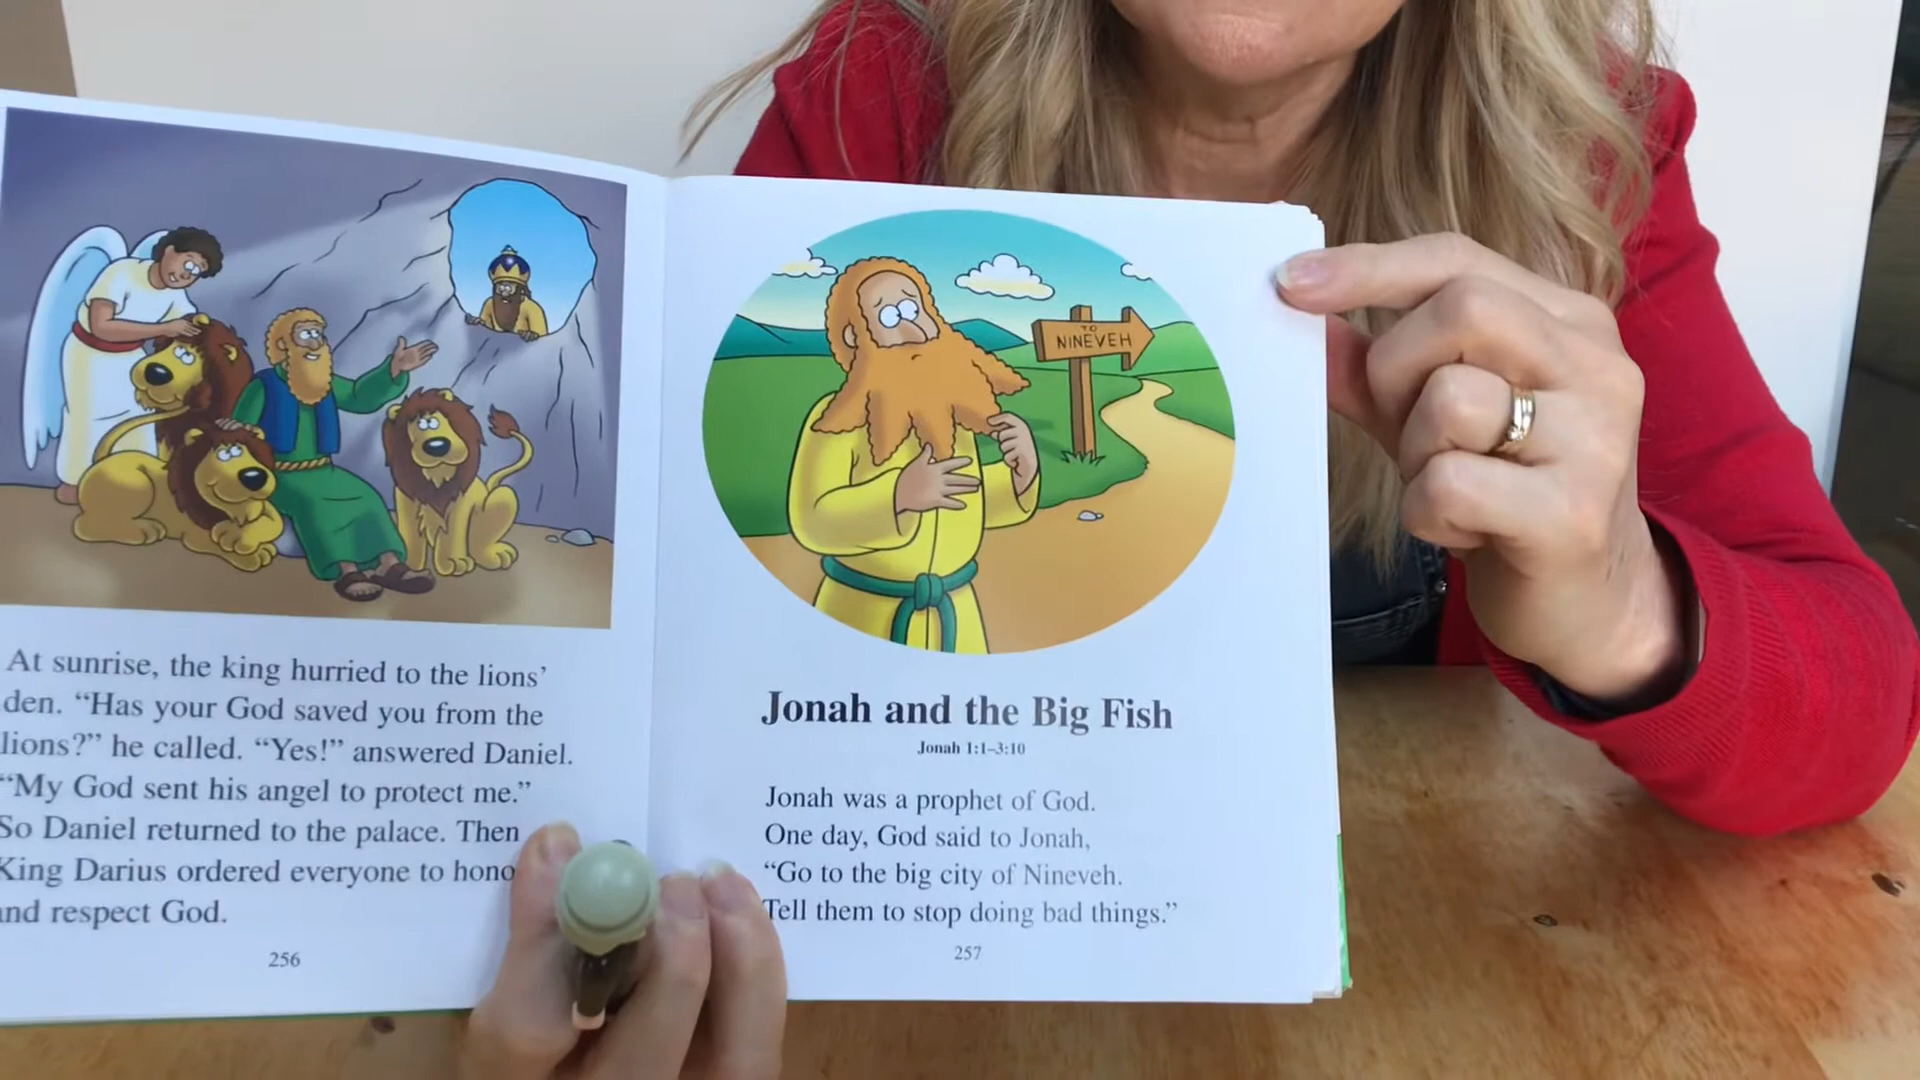 At sunrise, the king hurried to the lions’
den. “Has your God saved you from the
lions?” he called. “Yes!” answered Daniel.
“My God sent his angel to protect me.”
So Daniel returned to the palace. Then
King Darius ordered everyone to hono
and respect God.
256
TO
NINEVEH
Jonah and the Big Fish
Jonah 1:1–3:10
Jonah was a prophet of God.
One day, God said to Jonah,
“Go to the big city of Nineveh.
Tell them to stop doing bad things.”
257